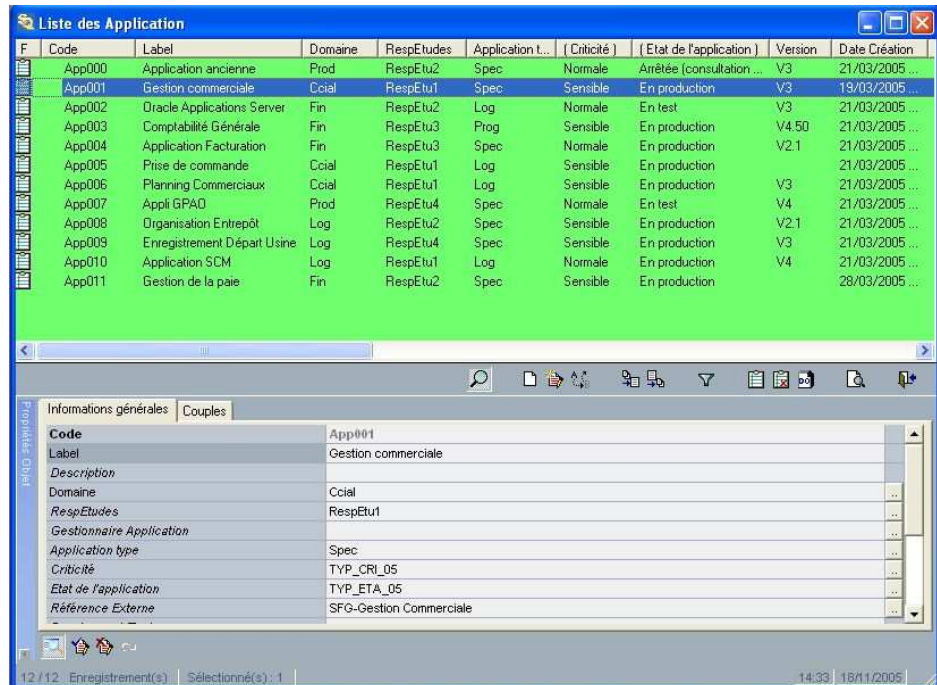 Liste des Application
F Code Label Domaine RespEtudes Application t... ( Criticité ) ( Etat de l'application ) Version Date Création
App000 Application ancienne Prod RespEtu2 Spec Normale Arrêtée (consultation ... V3 21/03/2005 ...
App001 Gestion commerciale Ccial RespEtu1 Spec Sensible En production V3 19/03/2005 ...
App002 Oracle Applications Server Fin RespEtu2 Log Normale En test V3 21/03/2005 ...
App003 Comptabilité Générale Fin RespEtu3 Prog Sensible En production V4.50 21/03/2005 ...
App004 Application Facturation Fin RespEtu3 Spec Normale En production V2.1 21/03/2005 ...
App005 Prise de commande Ccial RespEtu1 Log Sensible En production 21/03/2005 ...
App006 Planning Commerciaux Ccial RespEtu1 Log Sensible En production V3 21/03/2005 ...
App007 Appli GPAO Prod RespEtu4 Spec Normale En test V4 21/03/2005 ...
App008 Organisation Entrepôt Log RespEtu2 Spec Sensible En production V2.1 21/03/2005 ...
App009 Enregistrement Départ Usine Log RespEtu4 Spec Sensible En production V3 21/03/2005 ...
App010 Application SCM Log RespEtu1 Log Normale En production V4 21/03/2005 ...
App011 Gestion de la paie Fin RespEtu2 Spec Sensible En production 28/03/2005 ...
Propriétés Objet
Informations générales Couples
Code App001
Label Gestion commerciale
Description
Domaine Ccial ..
RespEtudes RespEtu1 ..
Gestionnaire Application ..
Application type Spec ..
Criticité TYP_CRI_05 ..
Etat de l'application TYP_ETA_05 ..
Référence Externe SFG-Gestion Commerciale ..
12 / 12 Enregistrement(s) Sélectionné(s) : 1 14:33 18/11/2005